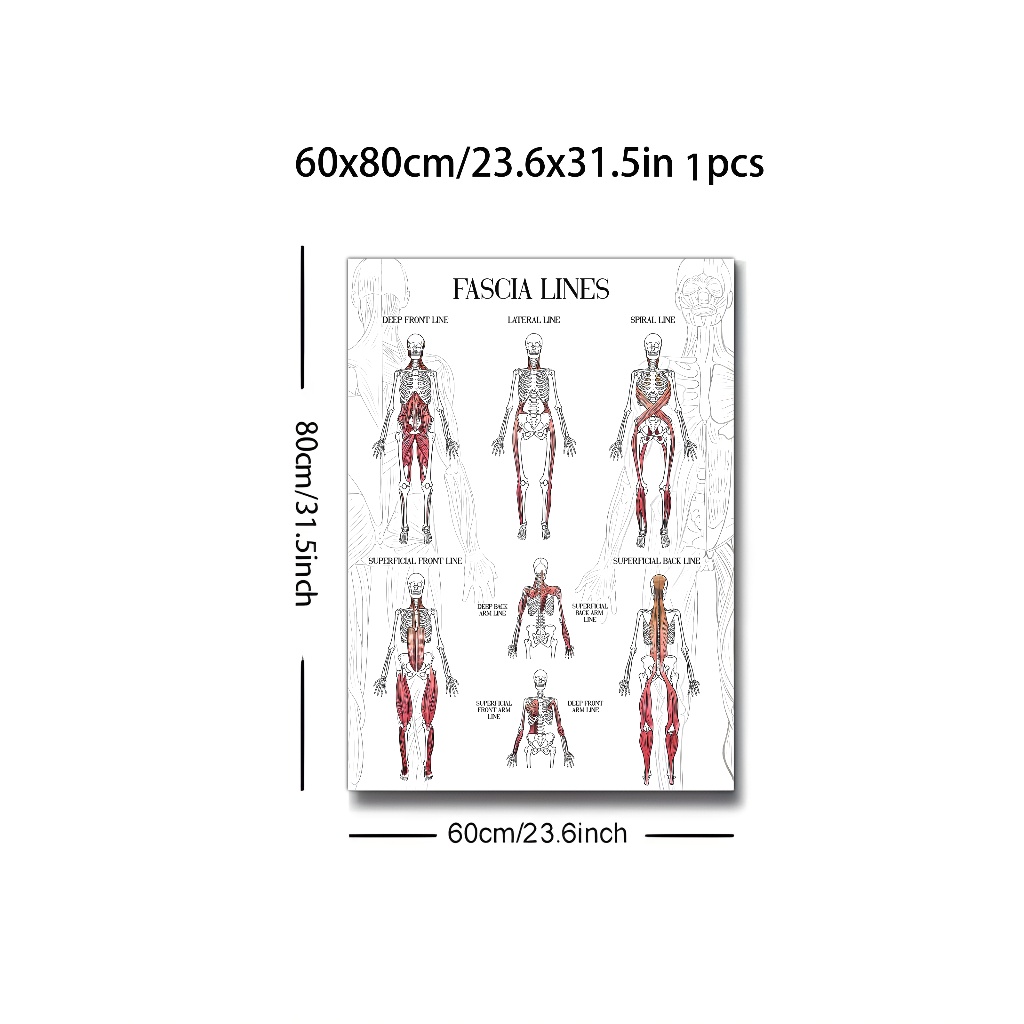 60x80cm/23.6x31.5in 1pcs
80cm/31.5inch
FASCIA LINES
DEEP FRONT LINE
LATERAL LINE
SPIRAL LINE
SUPERFICIAL FRONT LINE
SUPERFICIAL BACK LINE
DEEP BACK
ARM LINE
SUPERFICIAL
BACK ARM
LINE
SUPERFICIAL
FRONT ARM
LINE
DEEP FRONT
ARM LINE
60cm/23.6inch